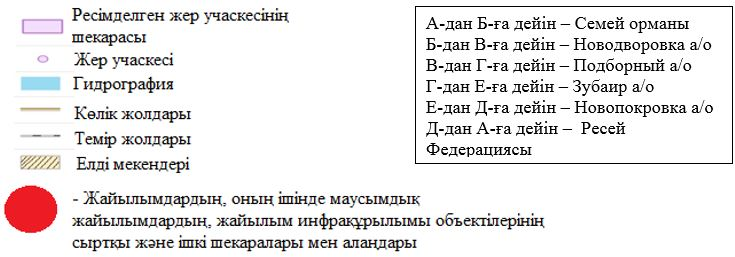 Ресімделген жер учаскесінің
шекарасы
Жер учаскесі
Гидрография
Көлік жолдары
Темір жолдары
Елді мекендері
- Жайылымдардың, оның ішінде маусымдық
жайылымдардың, жайылым инфрақұрылымы объектілерінің
сыртқы және ішкі шекаралары мен алаңдары
А-дан Б-ға дейін – Семей орманы
Б-дан В-ға дейін – Новодворовка а/о
В-дан Г-ға дейін – Подборный а/о
Г-дан Е-ға дейін – Зубаир а/о
Е-дан Д-ға дейін – Новопокровка а/о
Д-дан А-ға дейін – Ресей
Федерациясы